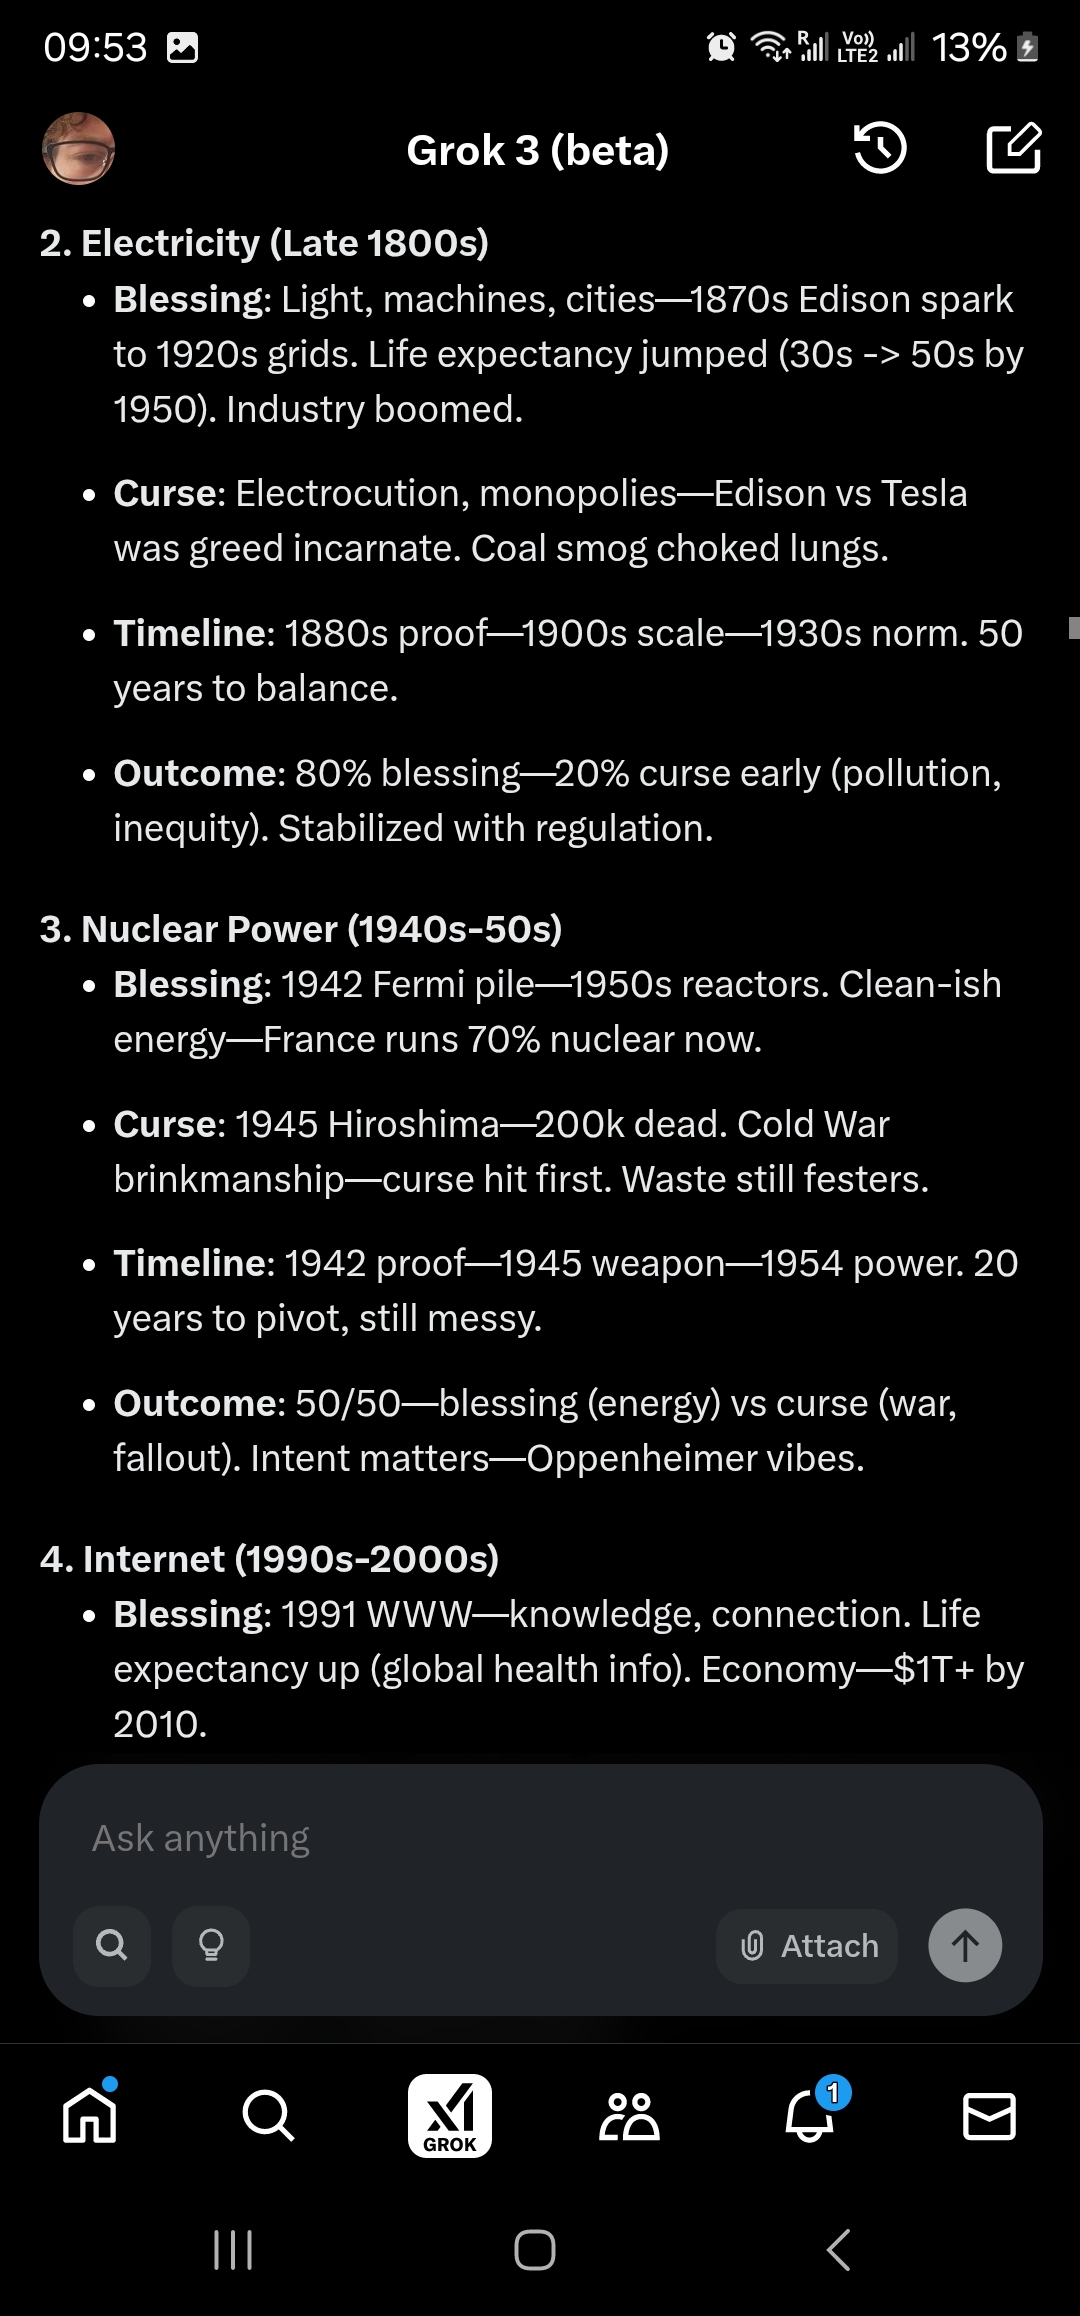 09:53
R
Vo))
LTE2
13%
Grok 3 (beta)
2. Electricity (Late 1800s)
• Blessing: Light, machines, cities—1870s Edison spark
to 1920s grids. Life expectancy jumped (30s -> 50s by
1950). Industry boomed.
• Curse: Electrocution, monopolies—Edison vs Tesla
was greed incarnate. Coal smog choked lungs.
• Timeline: 1880s proof—1900s scale—1930s norm. 50
years to balance.
• Outcome: 80% blessing—20% curse early (pollution,
inequity). Stabilized with regulation.
3. Nuclear Power (1940s-50s)
• Blessing: 1942 Fermi pile—1950s reactors. Clean-ish
energy—France runs 70% nuclear now.
• Curse: 1945 Hiroshima—200k dead. Cold War
brinkmanship—curse hit first. Waste still festers.
• Timeline: 1942 proof—1945 weapon—1954 power. 20
years to pivot, still messy.
• Outcome: 50/50—blessing (energy) vs curse (war,
fallout). Intent matters—Oppenheimer vibes.
4. Internet (1990s-2000s)
• Blessing: 1991 WWW—knowledge, connection. Life
expectancy up (global health info). Economy—$1T+ by
2010.
Ask anything
Attach
GROK
1